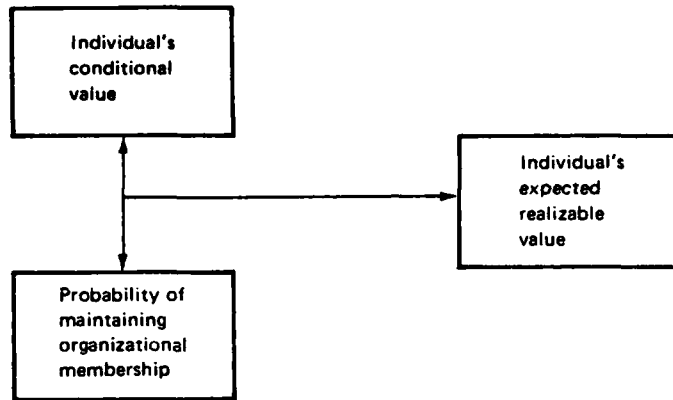 Individual's
conditional
value
Individual's
expected
realizable
value
Probability of
maintaining
organizational
membership